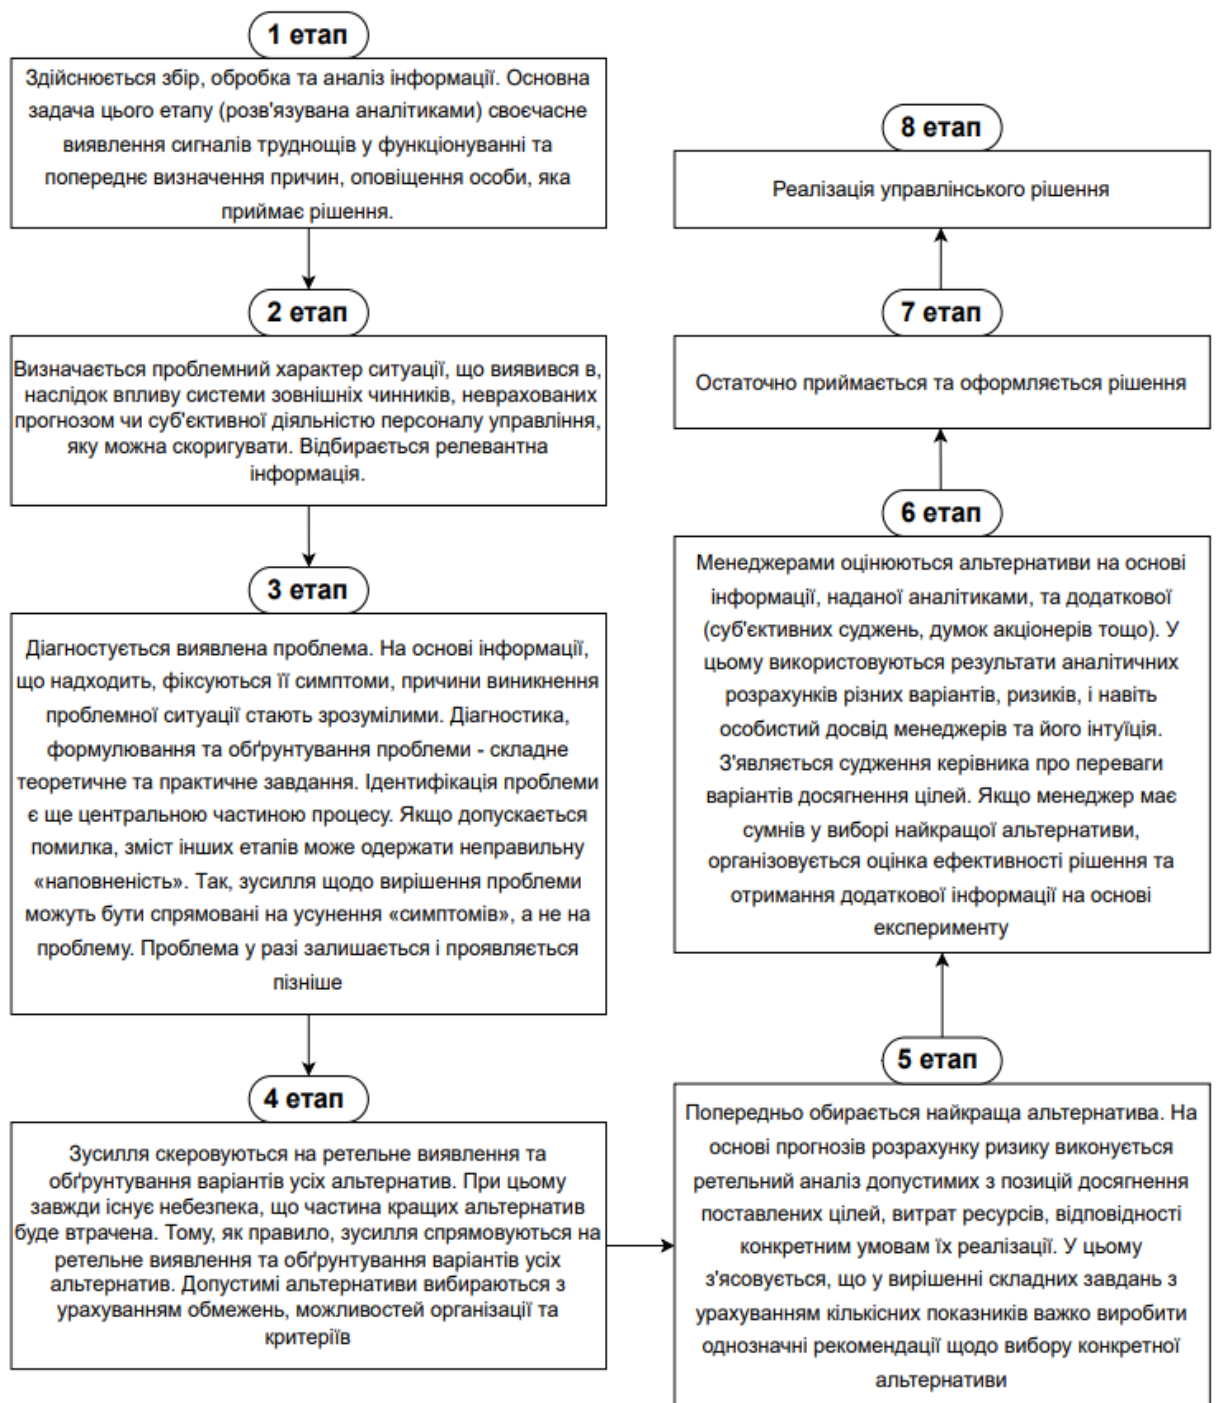 1 етап
Здійснюється збір, обробка та аналіз інформації. Основна
задача цього етапу (розв'язувана аналітиками) своєчасне
виявлення сигналів труднощів у функціонуванні та
попереднє визначення причин, оповіщення особи, яка
приймає рішення.
2 етап
Визначається проблемний характер ситуації, що виявився в,
наслідок впливу системи зовнішніх чинників, неврахованих
прогнозом чи суб'єктивної діяльністю персоналу управління,
яку можна скоригувати. Відбирається релевантна
інформація.
3 етап
Діагностується виявлена проблема. На основі інформації,
що надходить, фіксуються її симптоми, причини виникнення
проблемної ситуації стають зрозумілими. Діагностика,
формулювання та обґрунтування проблеми - складне
теоретичне та практичне завдання. Ідентифікація проблеми
є ще центральною частиною процесу. Якщо допускається
помилка, зміст інших етапів може одержати неправильну
«наповненість». Так, зусилля щодо вирішення проблеми
можуть бути спрямовані на усунення «симптомів», а не на
проблему. Проблема у разі залишається і проявляється
пізніше
4 етап
Зусилля скеровуються на ретельне виявлення та
обґрунтування варіантів усіх альтернатив. При цьому
завжди існує небезпека, що частина кращих альтернатив
буде втрачена. Тому, як правило, зусилля спрямовуються на
ретельне виявлення та обґрунтування варіантів усіх
альтернатив. Допустимі альтернативи вибираються з
урахуванням обмежень, можливостей організації та
критеріїв
5 етап
Попередньо обирається найкраща альтернатива. На
основі прогнозів розрахунку ризику виконується
ретельний аналіз допустимих з позицій досягнення
поставлених цілей, витрат ресурсів, відповідності
конкретним умовам їх реалізації. У цьому
з'ясовується, що у вирішенні складних завдань з
урахуванням кількісних показників важко виробити
однозначні рекомендації щодо вибору конкретної
альтернативи
6 етап
Менеджерами оцінюються альтернативи на основі
інформації, наданої аналітиками, та додаткової
(суб'єктивних суджень, думок акціонерів тощо). У
цьому використовуються результати аналітичних
розрахунків різних варіантів, ризиків, і навіть
особистий досвід менеджерів та його інтуїція.
З'являється судження керівника про переваги
варіантів досягнення цілей. Якщо менеджер має
сумнів у виборі найкращої альтернативи,
організовується оцінка ефективності рішення та
отримання додаткової інформації на основі
експерименту
7 етап
Остаточно приймається та оформляється рішення
8 етап
Реалізація управлінського рішення